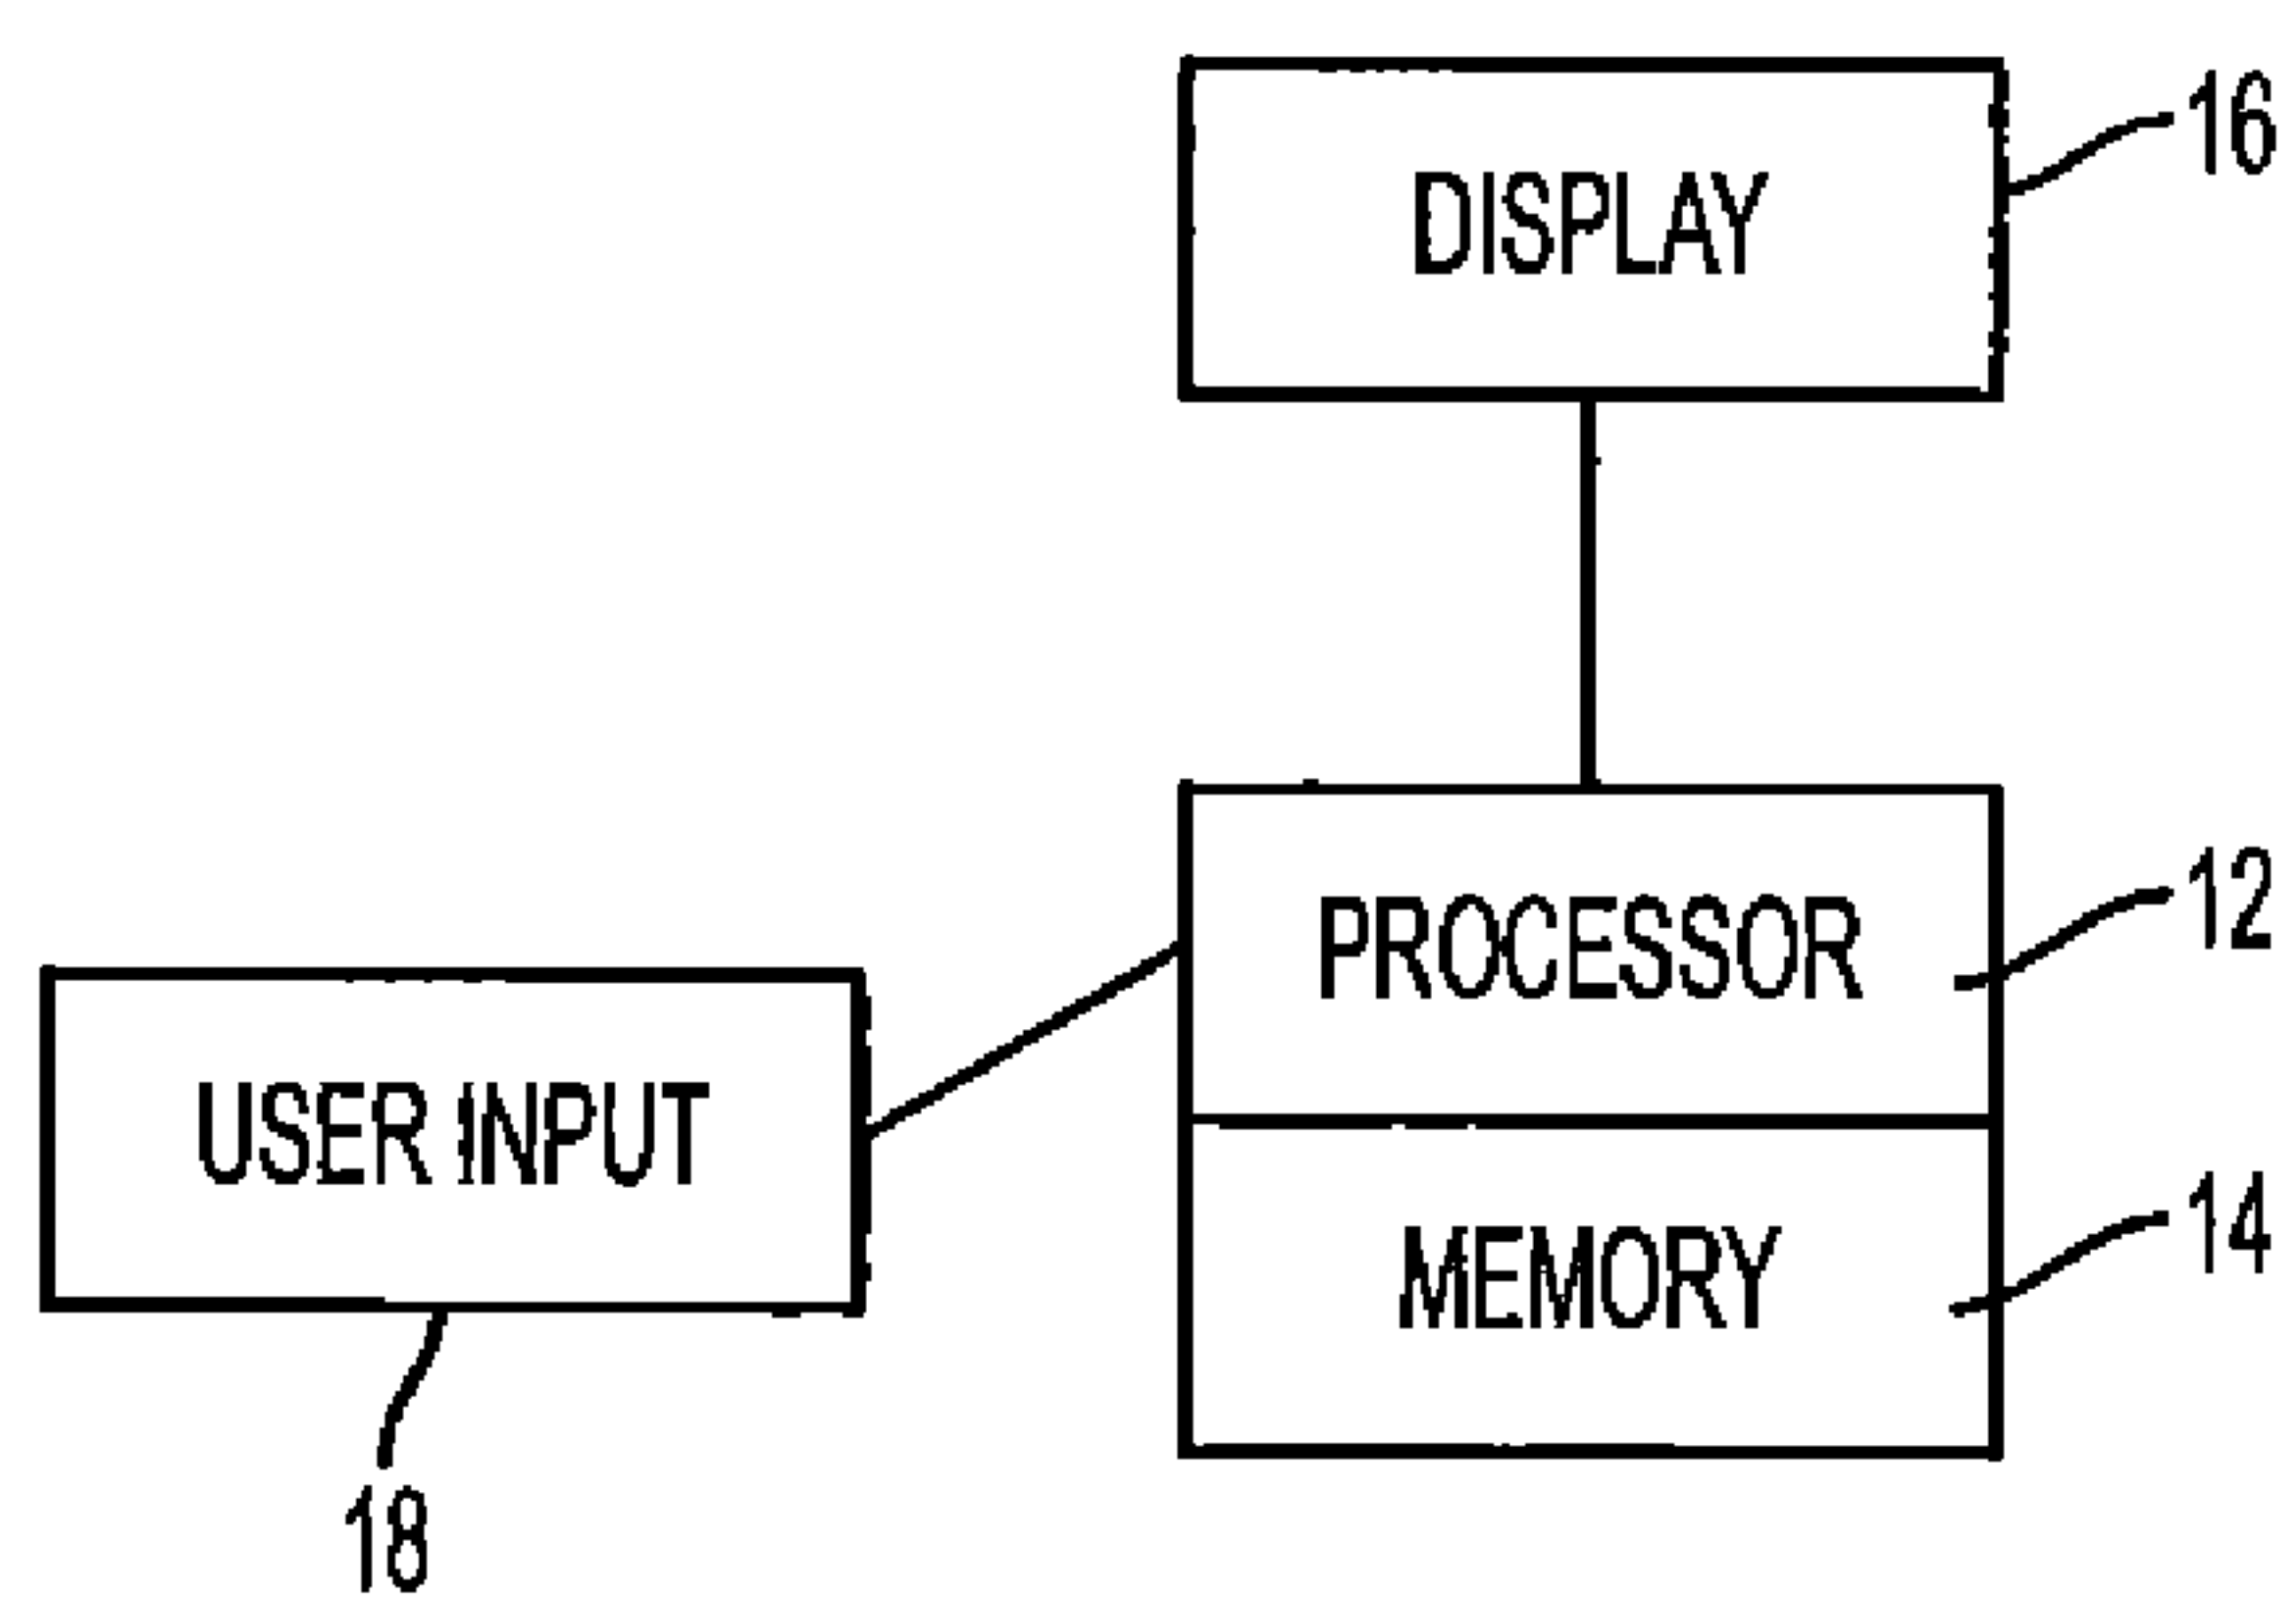 DISPLAY
16
PROCESSOR
12
USER INPUT
MEMORY
14
18